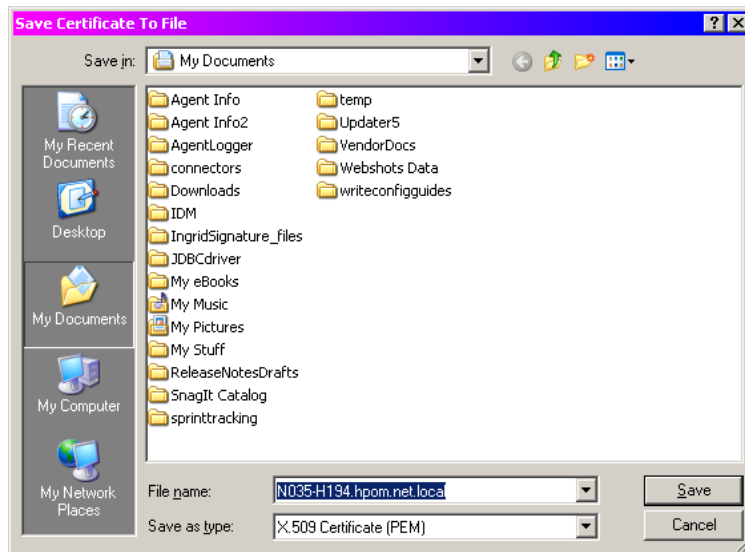 Save Certificate To File
Save in:
My Documents
My Recent
Documents
Desktop
My Documents
My Computer
My Network
Places
Agent Info
Agent Info2
AgentLogger
connectors
Downloads
IDM
IngridSignature_files
JDBCdriver
My eBooks
My Music
My Pictures
My Stuff
ReleaseNotesDrafts
SnagIt Catalog
sprinttracking
temp
Updater5
VendorDocs
Webshots Data
writeconfigguides
File name:
N035-H194.hpom.net.local
Save
Save as type:
X.509 Certificate (PEM)
Cancel